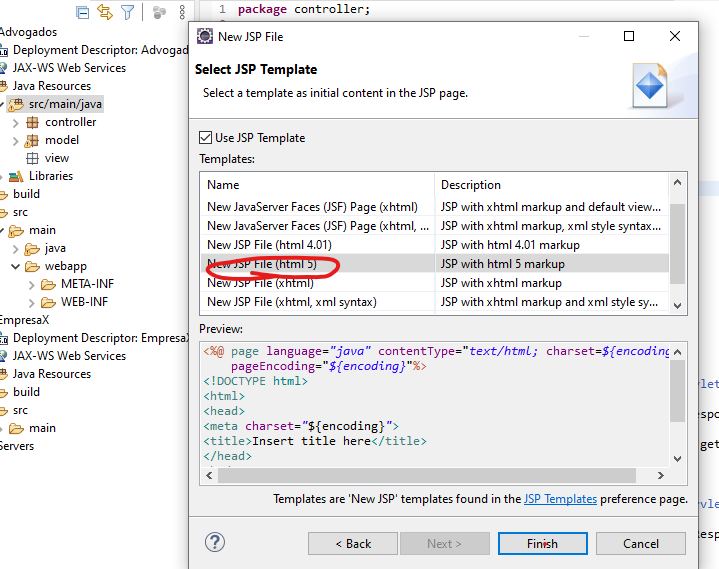 1 package controller;
Advogados
Deployment Descriptor: Advogad
JAX-WS Web Services
Java Resources
src/main/java
controller
model
view
Libraries
build
src
main
java
webapp
META-INF
WEB-INF
EmpresaX
Deployment Descriptor: EmpresaX
JAX-WS Web Services
Java Resources
build
src
main
Servers
New JSP File
Select JSP Template
Select a template as initial content in the JSP page.
Use JSP Template
Templates:
Name Description
New JavaServer Faces (JSF) Page (xhtml) JSP with xhtml markup and default view...
New JavaServer Faces (JSF) Page (xhtml, ... JSP with xhtml markup, xml style syntax...
New JSP File (html 4.01) JSP with html 4.01 markup
New JSP File (html 5) JSP with html 5 markup
New JSP File (xhtml) JSP with xhtml markup
New JSP File (xhtml, xml syntax) JSP with xhtml markup and xml style sy...
Preview:
<%@ page language="java" contentType="text/html; charset=${encoding
pageEncoding="${encoding}"%>
<!DOCTYPE html>
<html>
<head>
<meta charset="${encoding}">
<title>Insert title here</title>
</head>
Templates are 'New JSP' templates found in the JSP Templates preference page.
? < Back Next > Finish Cancel
vlet
espo
get
rvle
Resp